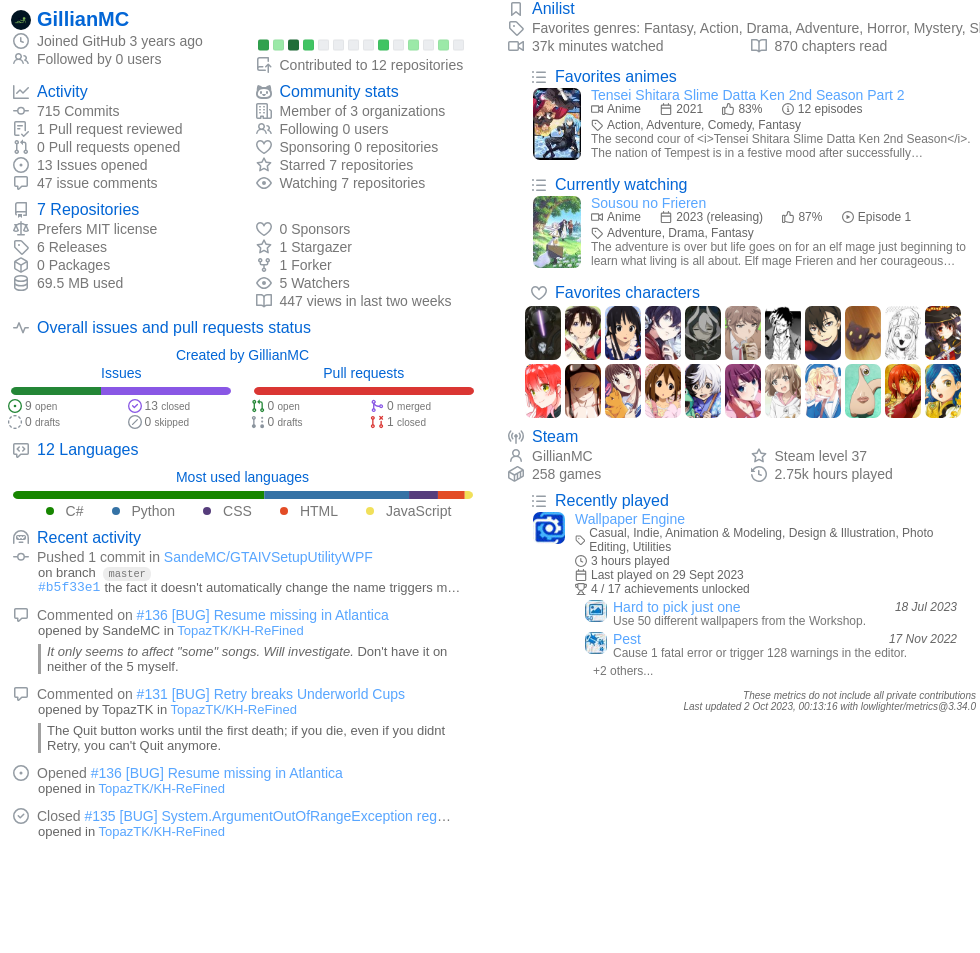 GillianMC
Joined GitHub 3 years ago
Followed by 0 users
Contributed to 12 repositories
Activity
715 Commits
1 Pull request reviewed
0 Pull requests opened
13 Issues opened
47 issue comments
Community stats
Member of 3 organizations
Following 0 users
Sponsoring 0 repositories
Starred 7 repositories
Watching 7 repositories
7 Repositories
Prefers MIT license
6 Releases
0 Packages
69.5 MB used
0 Sponsors
1 Stargazer
1 Forker
5 Watchers
447 views in last two weeks
Overall issues and pull requests status
Created by GillianMC
Issues
9 open 13 closed
0 drafts 0 skipped
Pull requests
0 open 0 merged
0 drafts 1 closed
12 Languages
Most used languages
C# Python CSS HTML JavaScript
Recent activity
Pushed 1 commit in SandeMC/GTAIVSetupUtilityWPF
on branch master
#b5f33e1 the fact it doesn't automatically change the name triggers m…
Commented on #136 [BUG] Resume missing in Atlantica
opened by SandeMC in TopazTK/KH-ReFined
It only seems to affect "some" songs. Will investigate. Don't have it on
neither of the 5 myself.
Commented on #131 [BUG] Retry breaks Underworld Cups
opened by TopazTK in TopazTK/KH-ReFined
The Quit button works until the first death; if you die, even if you didnt
Retry, you can't Quit anymore.
Opened #136 [BUG] Resume missing in Atlantica
opened in TopazTK/KH-ReFined
Closed #135 [BUG] System.ArgumentOutOfRangeException reg…
opened in TopazTK/KH-ReFined
Anilist
Favorites genres: Fantasy, Action, Drama, Adventure, Horror, Mystery, Sl
37k minutes watched 870 chapters read
Favorites animes
Tensei Shitara Slime Datta Ken 2nd Season Part 2
Anime 2021 83% 12 episodes
Action, Adventure, Comedy, Fantasy
The second cour of <i>Tensei Shitara Slime Datta Ken 2nd Season</i>.
The nation of Tempest is in a festive mood after successfully…
Currently watching
Sousou no Frieren
Anime 2023 (releasing) 87% Episode 1
Adventure, Drama, Fantasy
The adventure is over but life goes on for an elf mage just beginning to
learn what living is all about. Elf mage Frieren and her courageous…
Favorites characters
Steam
GillianMC Steam level 37
258 games 2.75k hours played
Recently played
Wallpaper Engine
Casual, Indie, Animation & Modeling, Design & Illustration, Photo
Editing, Utilities
3 hours played
Last played on 29 Sept 2023
4 / 17 achievements unlocked
Hard to pick just one 18 Jul 2023
Use 50 different wallpapers from the Workshop.
Pest 17 Nov 2022
Cause 1 fatal error or trigger 128 warnings in the editor.
+2 others...
These metrics do not include all private contributions
Last updated 2 Oct 2023, 00:13:16 with lowlighter/metrics@3.34.0